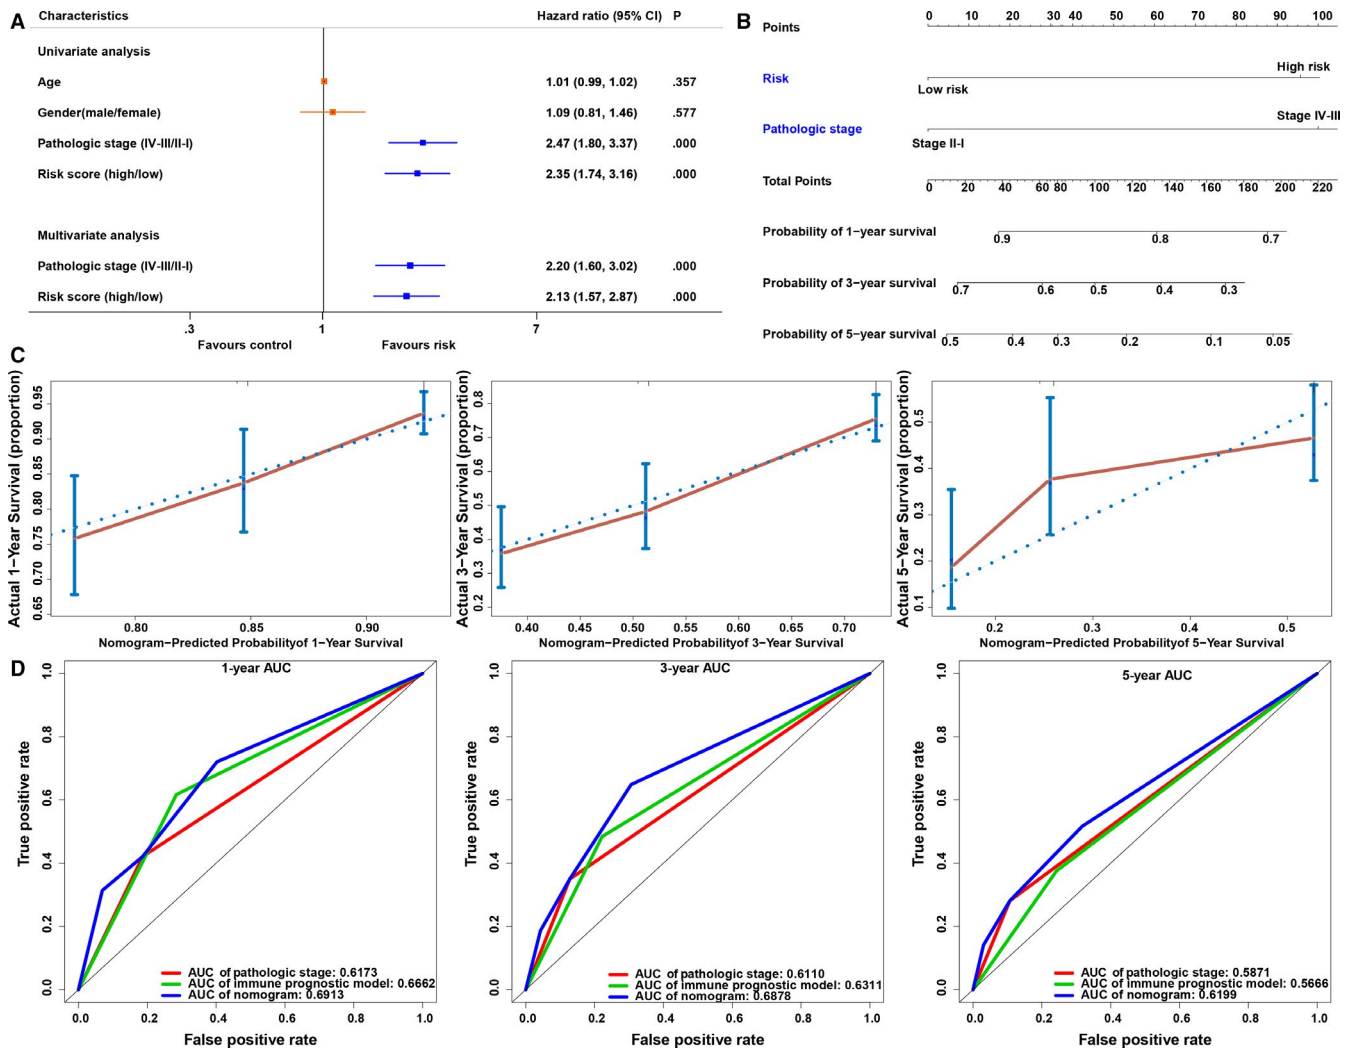 A
Characteristics Hazard ratio (95% CI) P
Univariate analysis
Age 1.01 (0.99, 1.02) .357
Gender(male/female) 1.09 (0.81, 1.46) .577
Pathologic stage (IV-III/II-I) 2.47 (1.80, 3.37) .000
Risk score (high/low) 2.35 (1.74, 3.16) .000
Multivariate analysis
Pathologic stage (IV-III/II-I) 2.20 (1.60, 3.02) .000
Risk score (high/low) 2.13 (1.57, 2.87) .000
.3 1 7
Favours control Favours risk
B
Points 0 10 20 30 40 50 60 70 80 90 100
High risk
Risk
Low risk
Stage IV-III
Pathologic stage
Stage II-I
Total Points 0 20 40 60 80 100 120 140 160 180 200 220
Probability of 1−year survival 0.9 0.8 0.7
Probability of 3−year survival 0.7 0.6 0.5 0.4 0.3
Probability of 5−year survival 0.5 0.4 0.3 0.2 0.1 0.05
C
Actual 1−Year Survival (proportion)
0.65 0.70 0.75 0.80 0.85 0.90 0.95
0.80 0.85 0.90
Nomogram−Predicted Probabilityof 1−Year Survival
Actual 3−Year Survival (proportion)
0.2 0.3 0.4 0.5 0.6 0.7 0.8
0.40 0.45 0.50 0.55 0.60 0.65 0.70
Nomogram−Predicted Probabilityof 3−Year Survival
Actual 5−Year Survival (proportion)
0.1 0.2 0.3 0.4 0.5
0.2 0.3 0.4 0.5
Nomogram−Predicted Probabilityof 5−Year Survival
D
1-year AUC
True positive rate
0.0 0.2 0.4 0.6 0.8 1.0
AUC of pathologic stage: 0.6173
AUC of immune prognostic model: 0.6662
AUC of nomogram: 0.6913
0.0 0.2 0.4 0.6 0.8 1.0
False positive rate
3-year AUC
True positive rate
0.0 0.2 0.4 0.6 0.8 1.0
AUC of pathologic stage: 0.6110
AUC of immune prognostic model: 0.6311
AUC of nomogram: 0.6878
0.0 0.2 0.4 0.6 0.8 1.0
False positive rate
5-year AUC
True positive rate
0.0 0.2 0.4 0.6 0.8 1.0
AUC of pathologic stage: 0.5871
AUC of immune prognostic model: 0.5666
AUC of nomogram: 0.6199
0.0 0.2 0.4 0.6 0.8 1.0
False positive rate